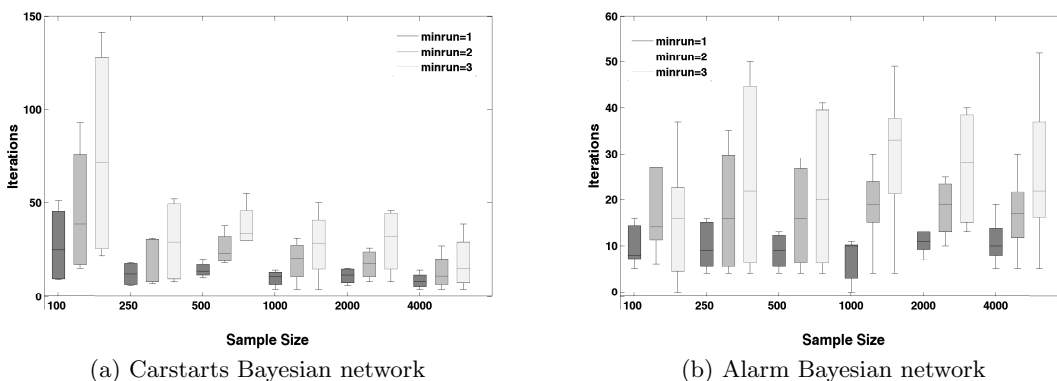 150
100
50
0
Iterations
minrun=1
minrun=2
minrun=3
100 250 500 1000 2000 4000
Sample Size
(a) Carstarts Bayesian network
60
50
40
30
20
10
0
Iterations
minrun=1
minrun=2
minrun=3
100 250 500 1000 2000 4000
Sample Size
(b) Alarm Bayesian network